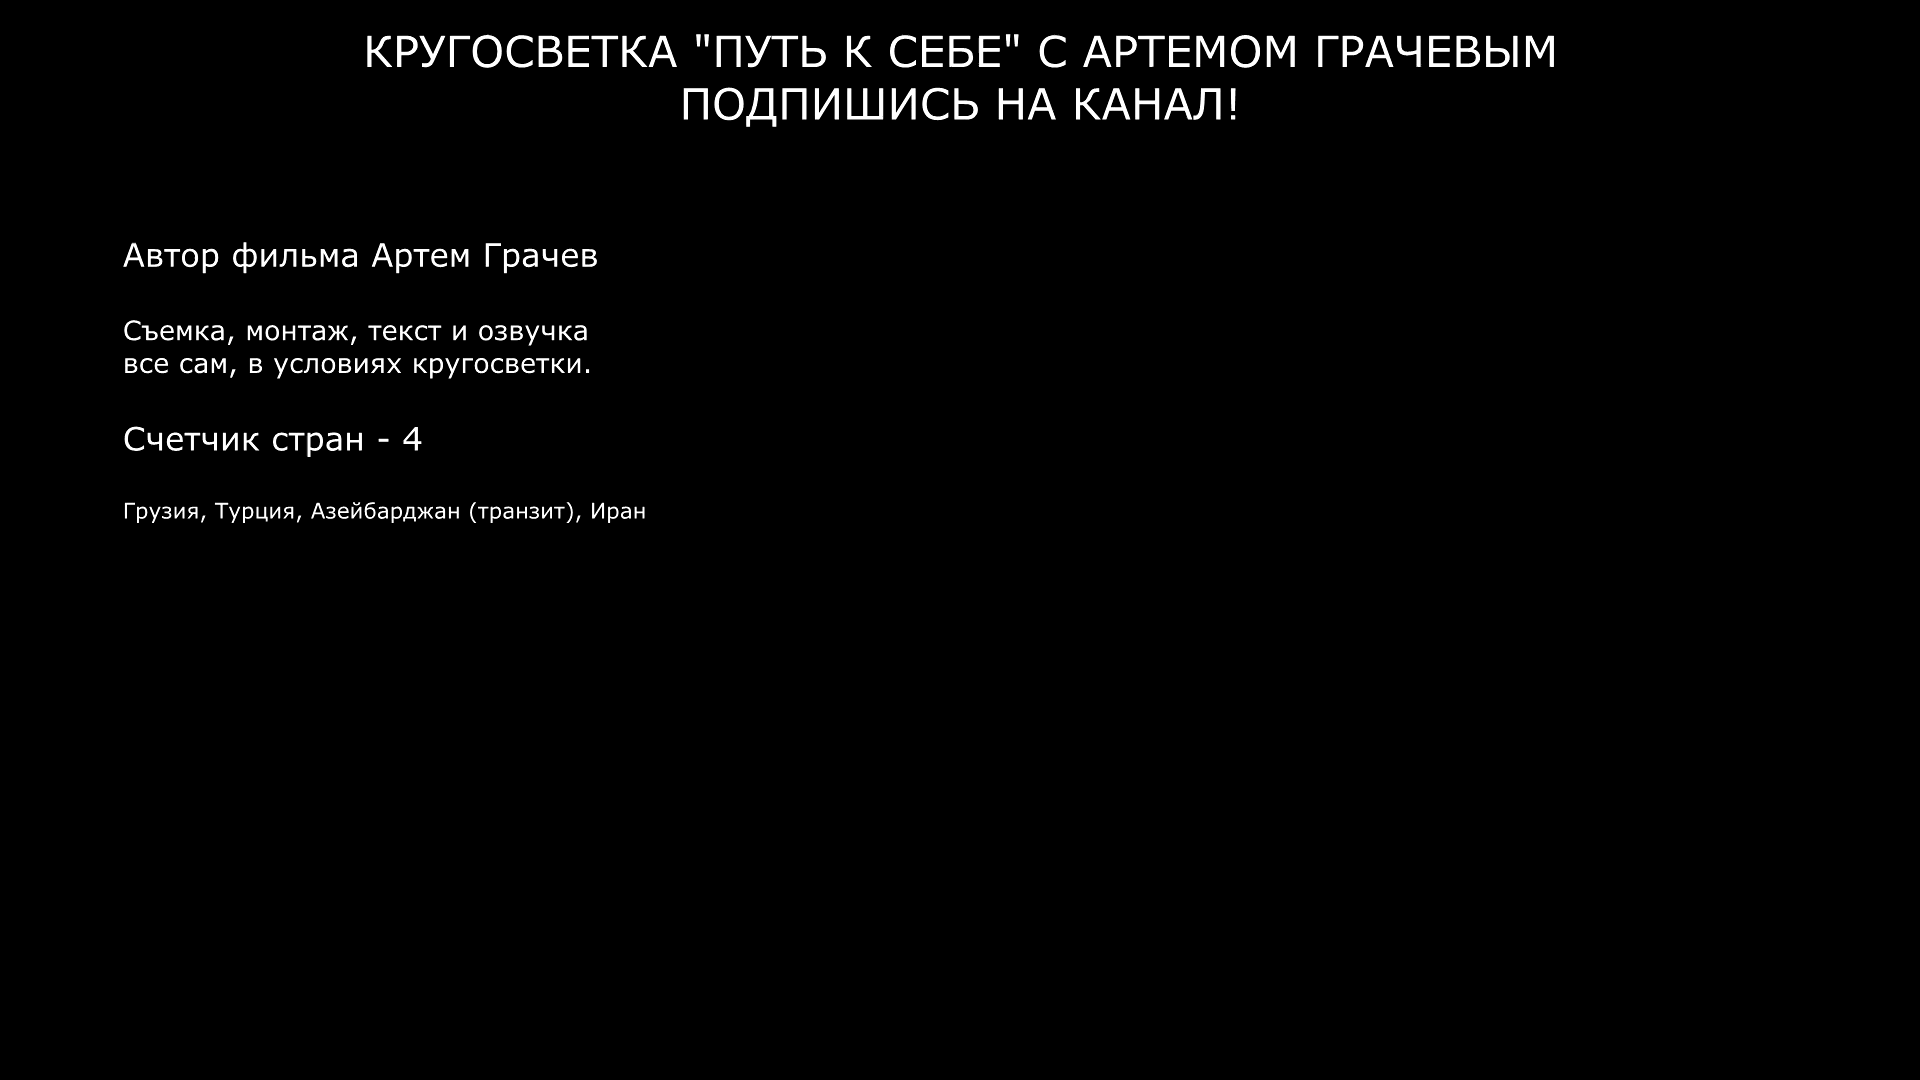 КРУГОСВЕТКА "ПУТЬ К СЕБЕ" С АРТЕМОМ ГРАЧЕВЫМ
ПОДПИШИСЬ НА КАНАЛ!
Автор фильма Артем Грачев
Съемка, монтаж, текст и озвучка
все сам, в условиях кругосветки.
Счетчик стран - 4
Грузия, Турция, Азейбарджан (транзит), Иран